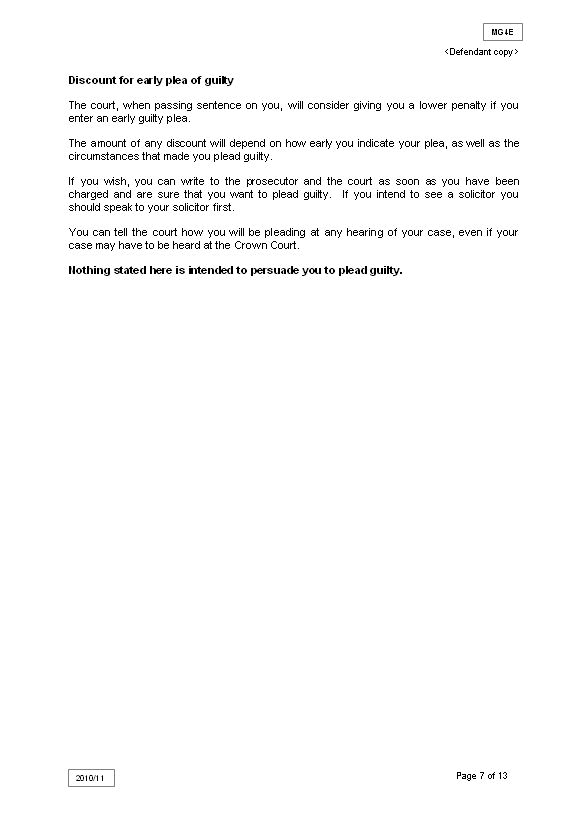 MG4E
<Defendant copy>
Discount for early plea of guilty
The court, when passing sentence on you, will consider giving you a lower penalty if you
enter an early guilty plea.
The amount of any discount will depend on how early you indicate your plea, as well as the
circumstances that made you plead guilty.
If you wish, you can write to the prosecutor and the court as soon as you have been
charged and are sure that you want to plead guilty. If you intend to see a solicitor you
should speak to your solicitor first.
You can tell the court how you will be pleading at any hearing of your case, even if your
case may have to be heard at the Crown Court.
Nothing stated here is intended to persuade you to plead guilty.
2010/11
Page 7 of 13